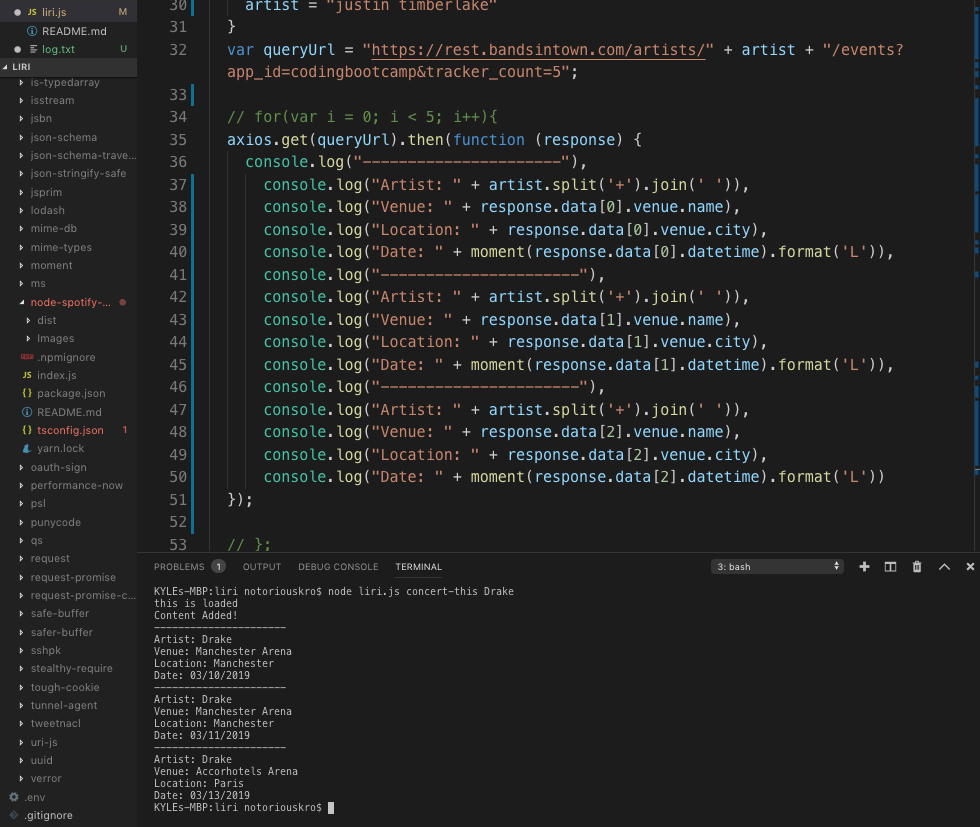 liri.js M
README.md
log.txt U
LIRI
is-typedarray
isstream
jsbn
json-schema
json-schema-trave...
json-stringify-safe
jsprim
lodash
mime-db
mime-types
moment
ms
node-spotify-...
dist
Images
.npmignore
JS index.js
{} package.json
README.md
{} tsconfig.json 1
yarn.lock
oauth-sign
performance-now
psl
punycode
qs
request
request-promise
request-promise-c...
safe-buffer
safer-buffer
sshpk
stealthy-require
tough-cookie
tunnel-agent
tweetnacl
uri-js
uuid
verror
.env
.gitignore
30 artist = "justin timberlake"
31 }
32 var queryUrl = "https://rest.bandsintown.com/artists/" + artist + "/events?
app_id=codingbootcamp&tracker_count=5";
33
34 // for(var i = 0; i < 5; i++){
35 axios.get(queryUrl).then(function (response) {
36 console.log("----------------------"),
37 console.log("Artist: " + artist.split('+').join(' ')),
38 console.log("Venue: " + response.data[0].venue.name),
39 console.log("Location: " + response.data[0].venue.city),
40 console.log("Date: " + moment(response.data[0].datetime).format('L')),
41 console.log("----------------------"),
42 console.log("Artist: " + artist.split('+').join(' ')),
43 console.log("Venue: " + response.data[1].venue.name),
44 console.log("Location: " + response.data[1].venue.city),
45 console.log("Date: " + moment(response.data[1].datetime).format('L')),
46 console.log("----------------------"),
47 console.log("Artist: " + artist.split('+').join(' ')),
48 console.log("Venue: " + response.data[2].venue.name),
49 console.log("Location: " + response.data[2].venue.city),
50 console.log("Date: " + moment(response.data[2].datetime).format('L'))
51 });
52
53 // };
PROBLEMS 1 OUTPUT DEBUG CONSOLE TERMINAL 3: bash
KYLEs-MBP:liri notoriouskro$ node liri.js concert-this Drake
this is loaded
Content Added!
----------------------
Artist: Drake
Venue: Manchester Arena
Location: Manchester
Date: 03/10/2019
----------------------
Artist: Drake
Venue: Manchester Arena
Location: Manchester
Date: 03/11/2019
----------------------
Artist: Drake
Venue: Accorhotels Arena
Location: Paris
Date: 03/13/2019
KYLEs-MBP:liri notoriouskro$